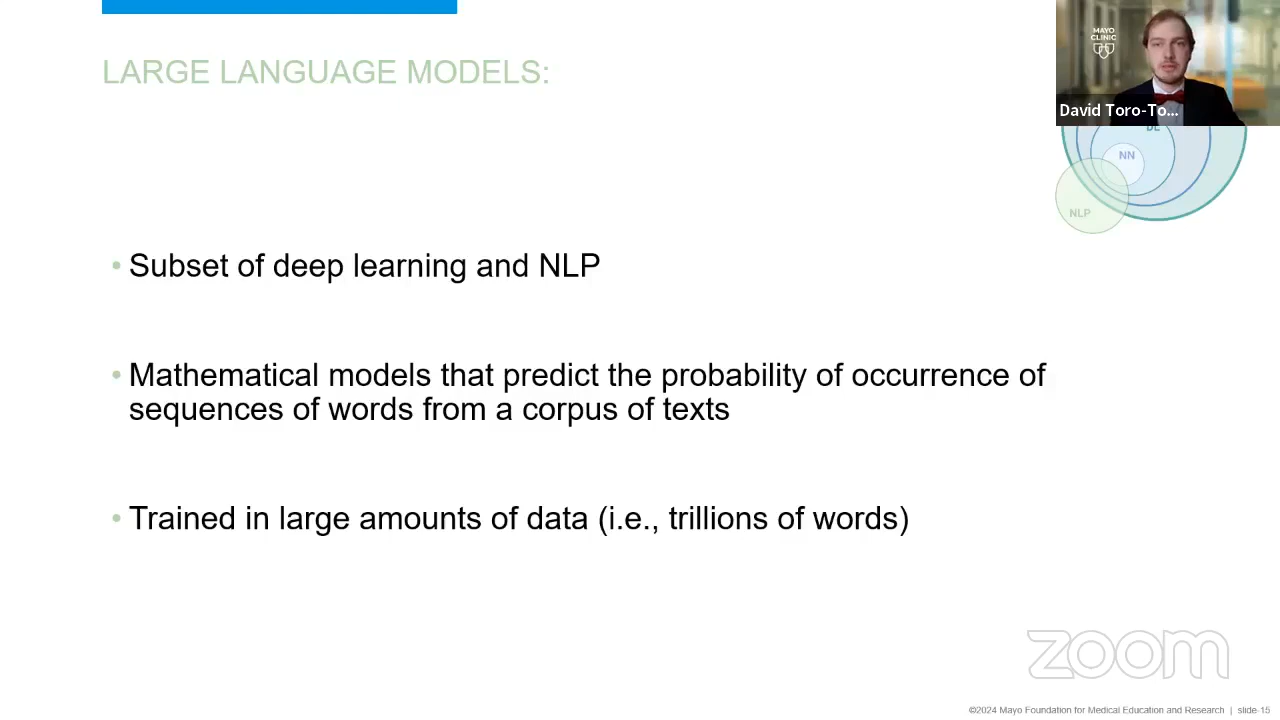 LARGE LANGUAGE MODELS:
MAYO
CLINIC
David Toro-To...
DL
NN
NLP
• Subset of deep learning and NLP
• Mathematical models that predict the probability of occurrence of
sequences of words from a corpus of texts
• Trained in large amounts of data (i.e., trillions of words)
zoom
©2024 Mayo Foundation for Medical Education and Research | slide-15